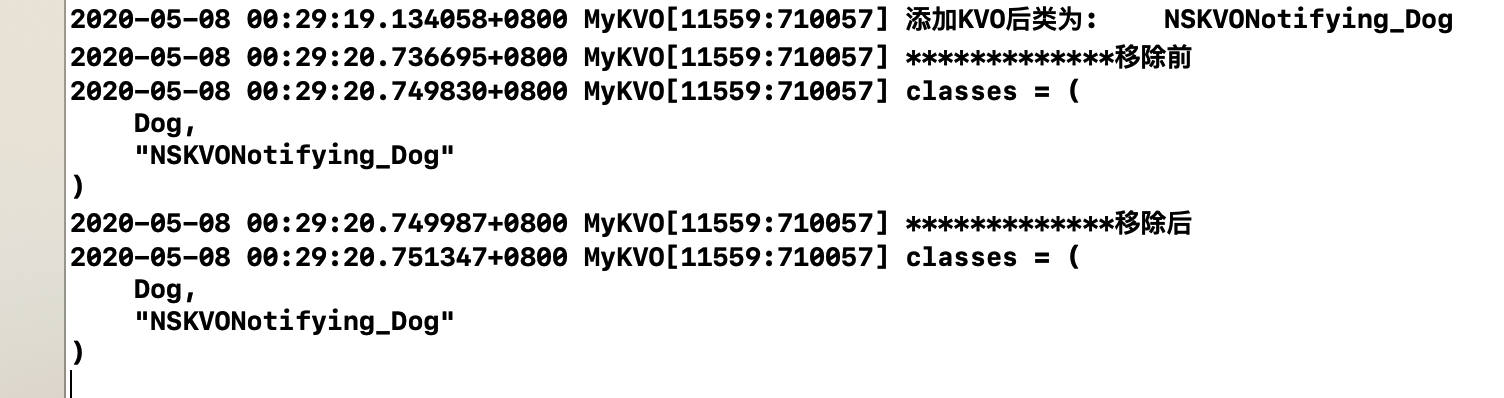 2020-05-08 00:29:19.134058+0800 MyKVO[11559:710057] 添加KVO后类为:    NSKVONotifying_Dog
2020-05-08 00:29:20.736695+0800 MyKVO[11559:710057] *************移除前
2020-05-08 00:29:20.749830+0800 MyKVO[11559:710057] classes = (
    Dog,
    "NSKVONotifying_Dog"
)
2020-05-08 00:29:20.749987+0800 MyKVO[11559:710057] *************移除后
2020-05-08 00:29:20.751347+0800 MyKVO[11559:710057] classes = (
    Dog,
    "NSKVONotifying_Dog"
)